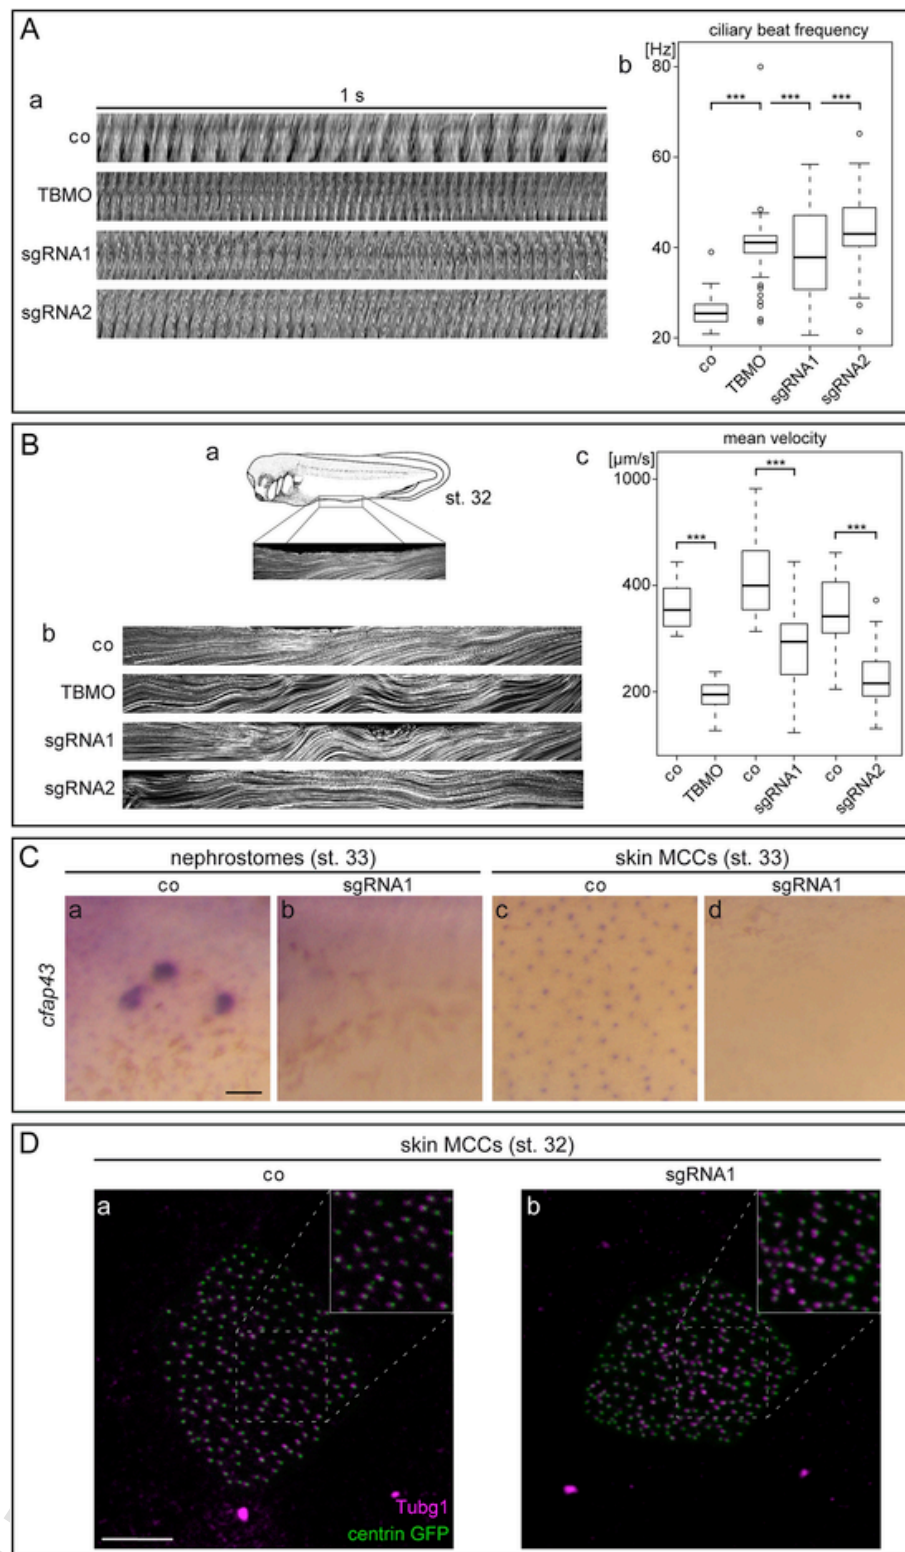 A
ciliary beat frequency
a
1 s
co
TBMO
sgRNA1
sgRNA2
b
[Hz]
80
60
40
20
***
***
***
co
TBMO
sgRNA1
sgRNA2
B
a
st. 32
b
co
TBMO
sgRNA1
sgRNA2
mean velocity
c
[µm/s]
1000
400
200
***
***
***
co
TBMO
co
sgRNA1
co
sgRNA2
C
nephrostomes (st. 33)
skin MCCs (st. 33)
co
sgRNA1
co
sgRNA1
a
b
c
d
cfap43
D
skin MCCs (st. 32)
co
sgRNA1
a
b
Tubg1
centrin GFP